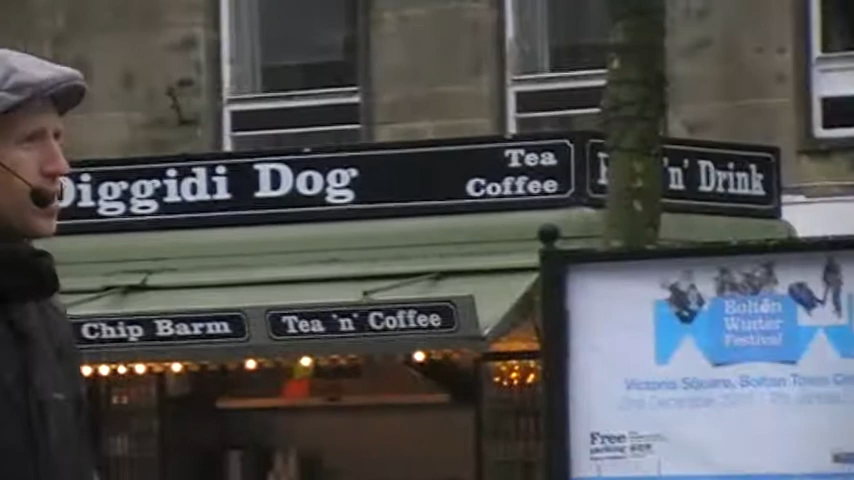 Diggidi Dog
Tea
Coffee
'n' Drink
Chip Barm
Tea 'n' Coffee
Bolton
Winter
Festival
Victoria Square, Bolton Town
Free